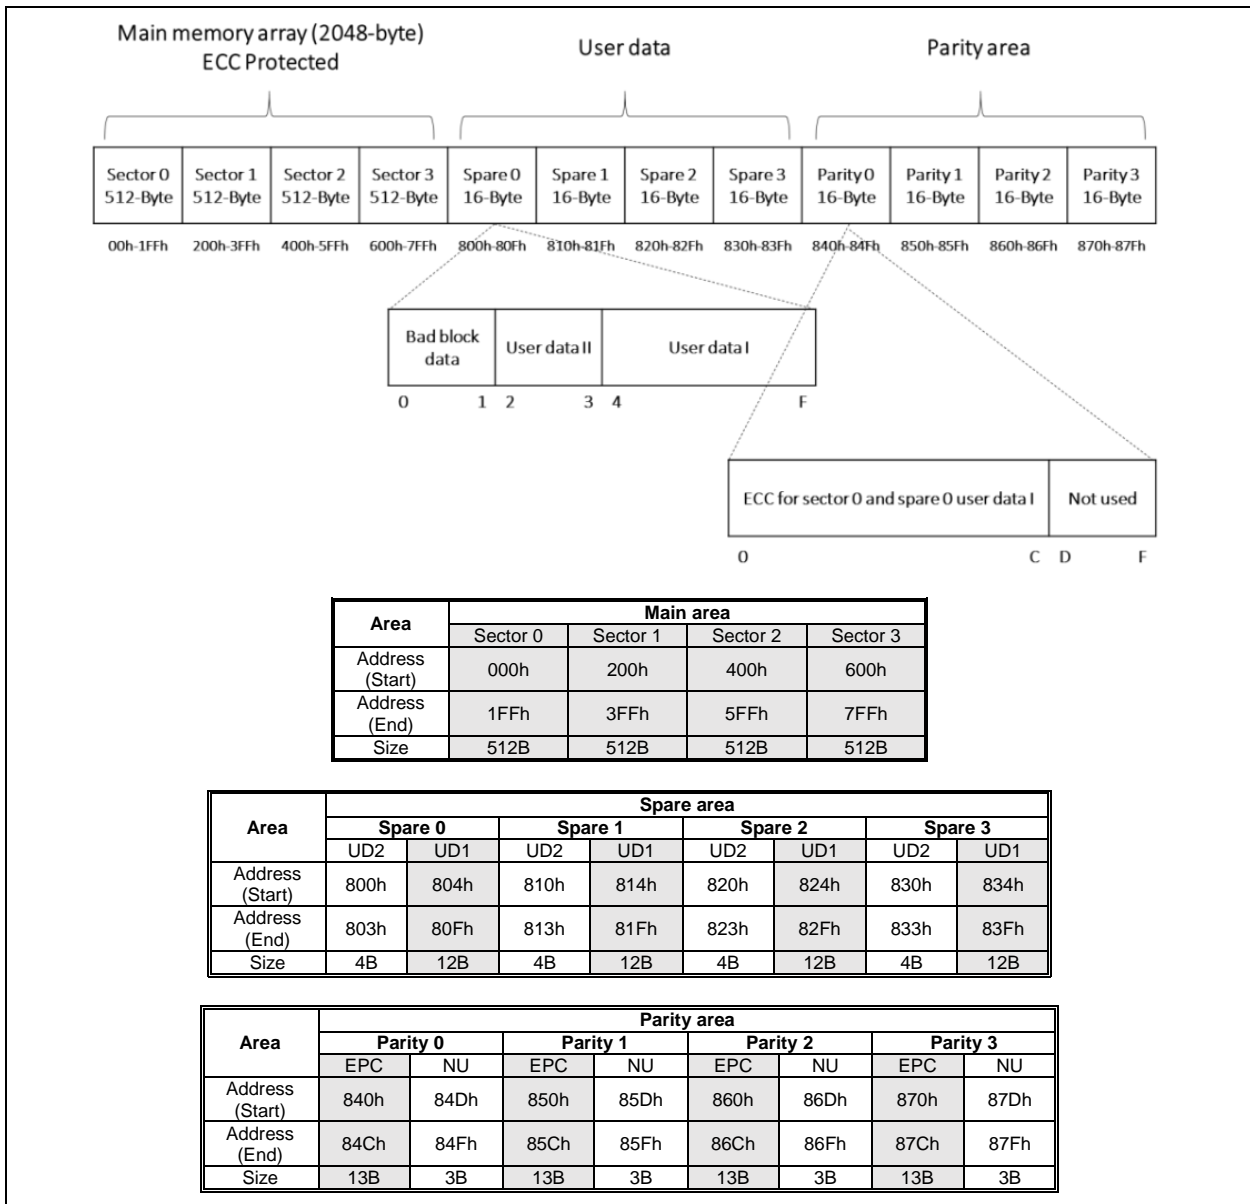 Main memory array (2048-byte)
ECC Protected
User data
Parity area
Sector 0 Sector 1 Sector 2 Sector 3 Spare 0 Spare 1 Spare 2 Spare 3 Parity 0 Parity 1 Parity 2 Parity 3
512-Byte 512-Byte 512-Byte 512-Byte 16-Byte 16-Byte 16-Byte 16-Byte 16-Byte 16-Byte 16-Byte 16-Byte
00h-1FFh 200h-3FFh 400h-5FFh 600h-7FFh 800h-80Fh 810h-81Fh 820h-82Fh 830h-83Fh 840h-84Fh 850h-85Fh 860h-86Fh 870h-87Fh
Bad block
data
User data II
User data I
0 1 2 3 4 F
ECC for sector 0 and spare 0 user data I Not used
0 C D F
Area Main area
Sector 0 Sector 1 Sector 2 Sector 3
Address
(Start)
000h 200h 400h 600h
Address
(End)
1FFh 3FFh 5FFh 7FFh
Size 512B 512B 512B 512B
Area Spare area
Spare 0 Spare 1 Spare 2 Spare 3
UD2 UD1 UD2 UD1 UD2 UD1 UD2 UD1
Address
(Start)
800h 804h 810h 814h 820h 824h 830h 834h
Address
(End)
803h 80Fh 813h 81Fh 823h 82Fh 833h 83Fh
Size 4B 12B 4B 12B 4B 12B 4B 12B
Area Parity area
Parity 0 Parity 1 Parity 2 Parity 3
EPC NU EPC NU EPC NU EPC NU
Address
(Start)
840h 84Dh 850h 85Dh 860h 86Dh 870h 87Dh
Address
(End)
84Ch 84Fh 85Ch 85Fh 86Ch 86Fh 87Ch 87Fh
Size 13B 3B 13B 3B 13B 3B 13B 3B